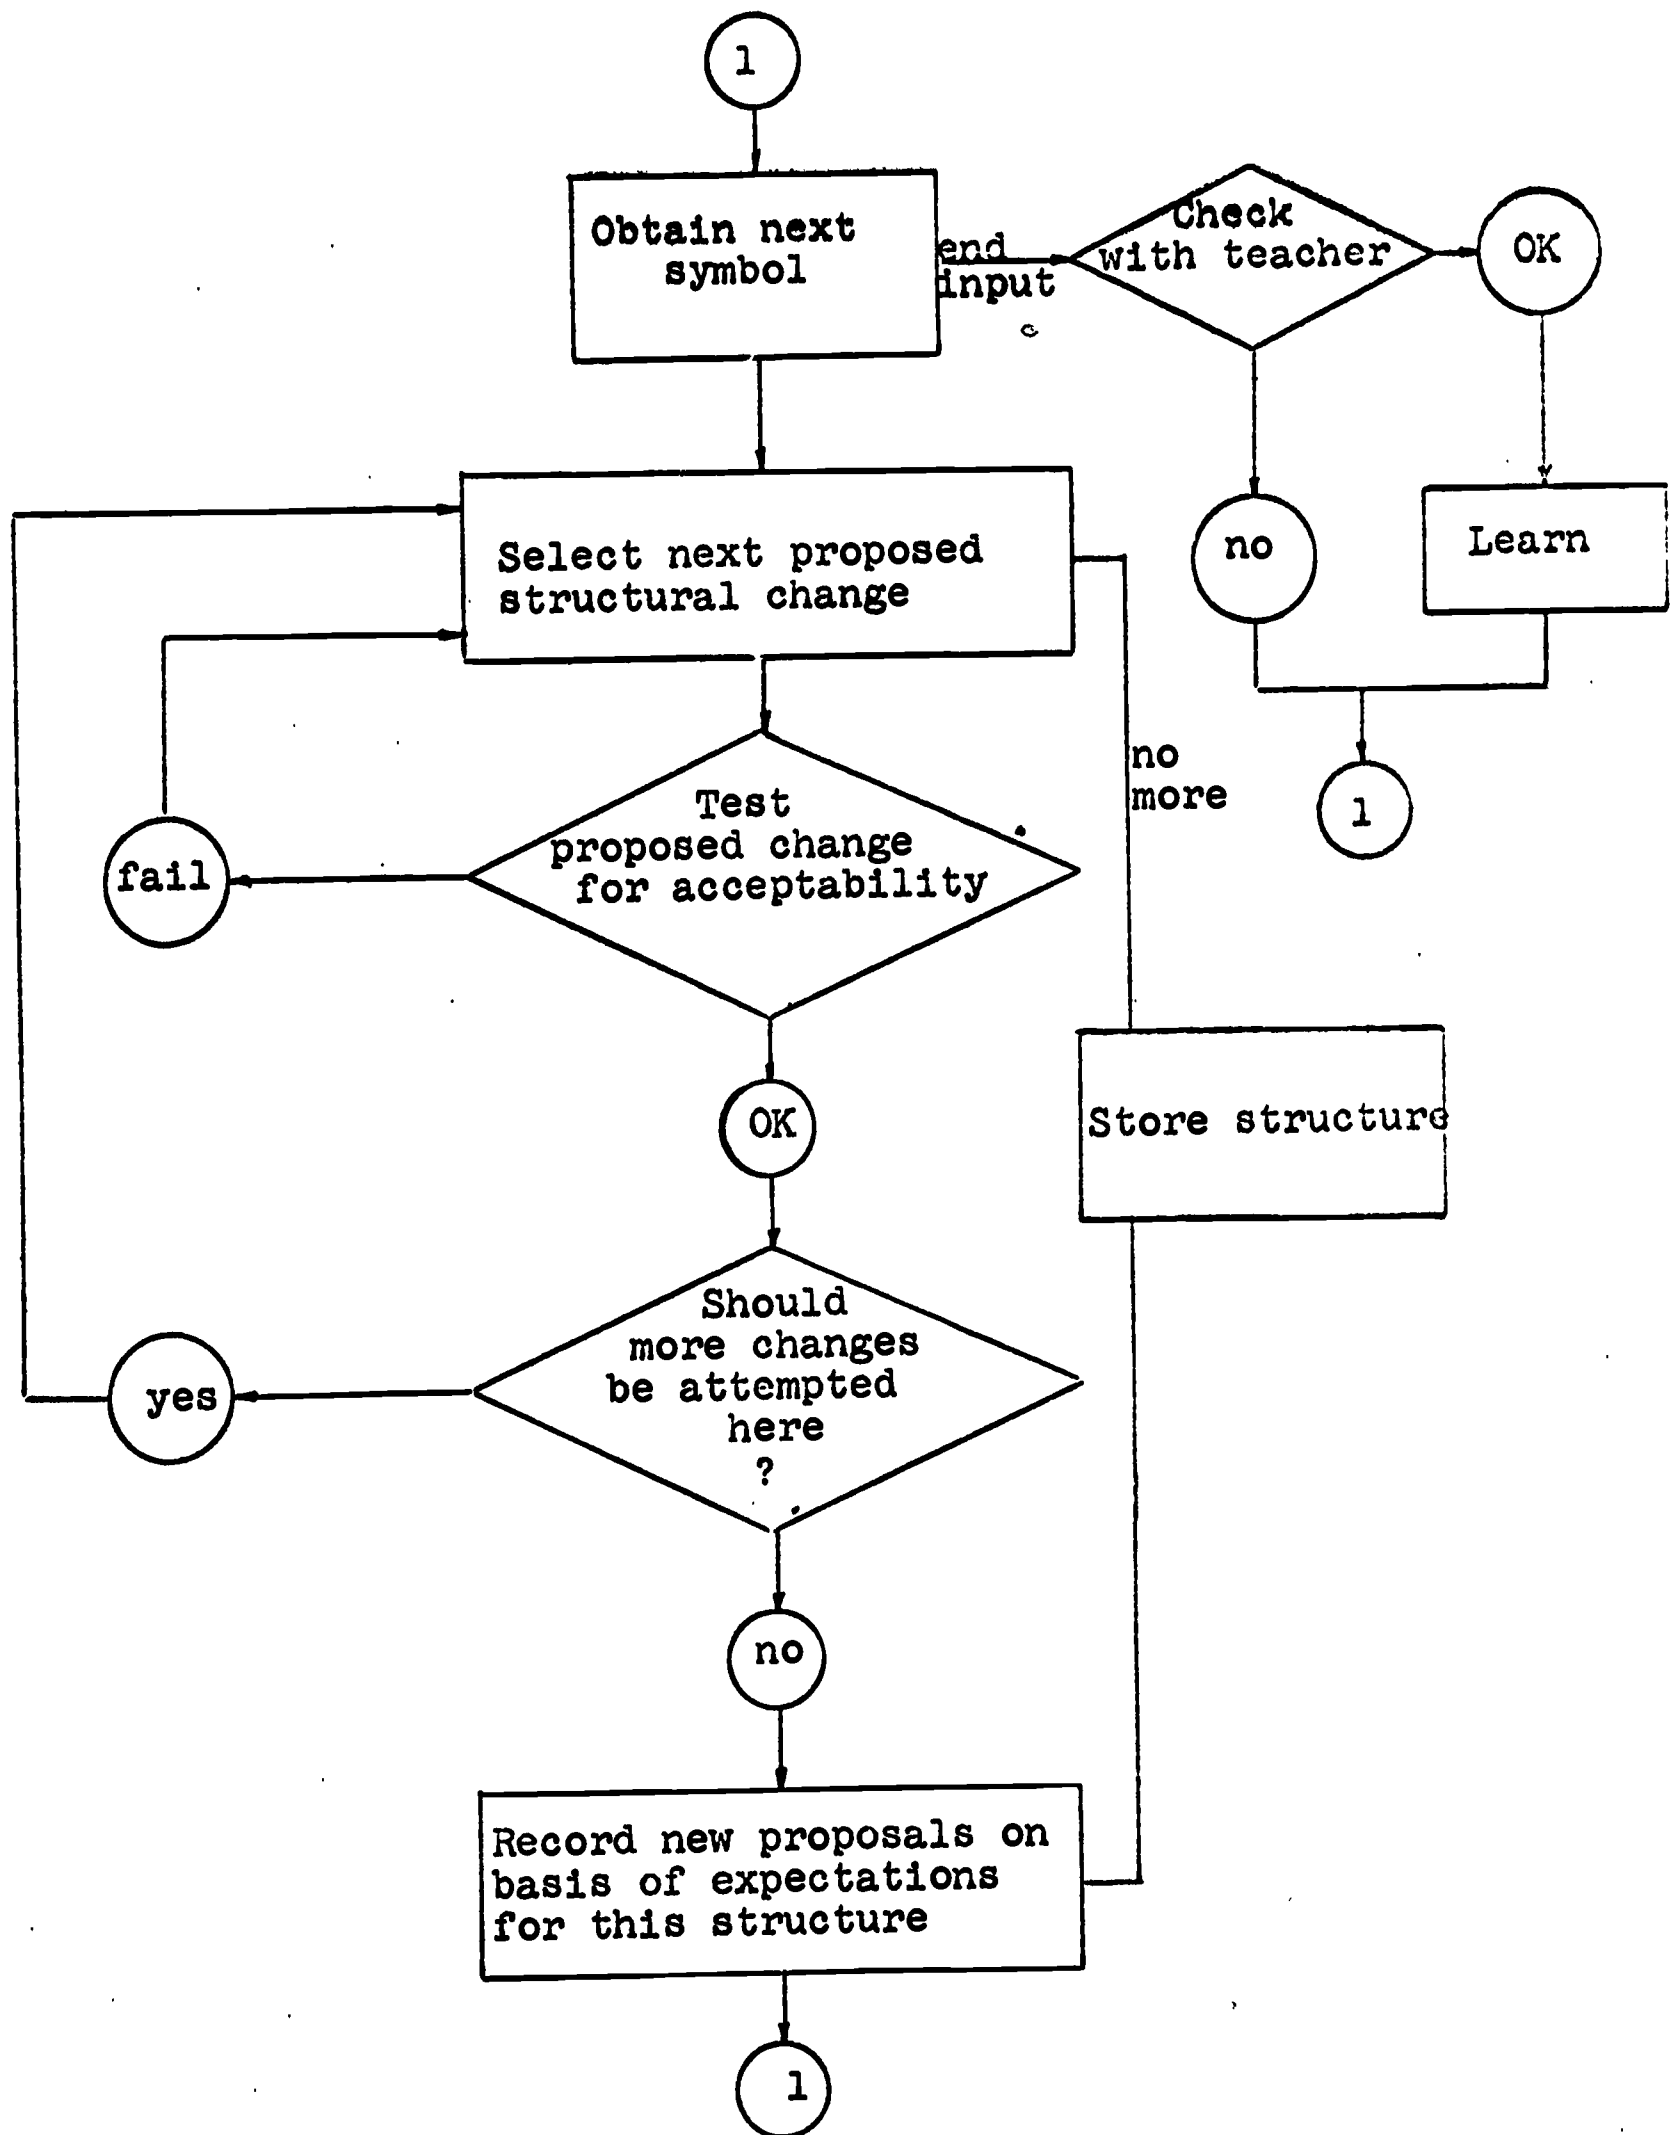 1
Obtain next
symbol
end
input
Check
with teacher
OK
no
Learn
1
Select next proposed
structural change
no
more
Test
proposed change
for acceptability
fail
OK
Store structure
Should
more changes
be attempted
here
?
yes
no
Record new proposals on
basis of expectations
for this structure
1